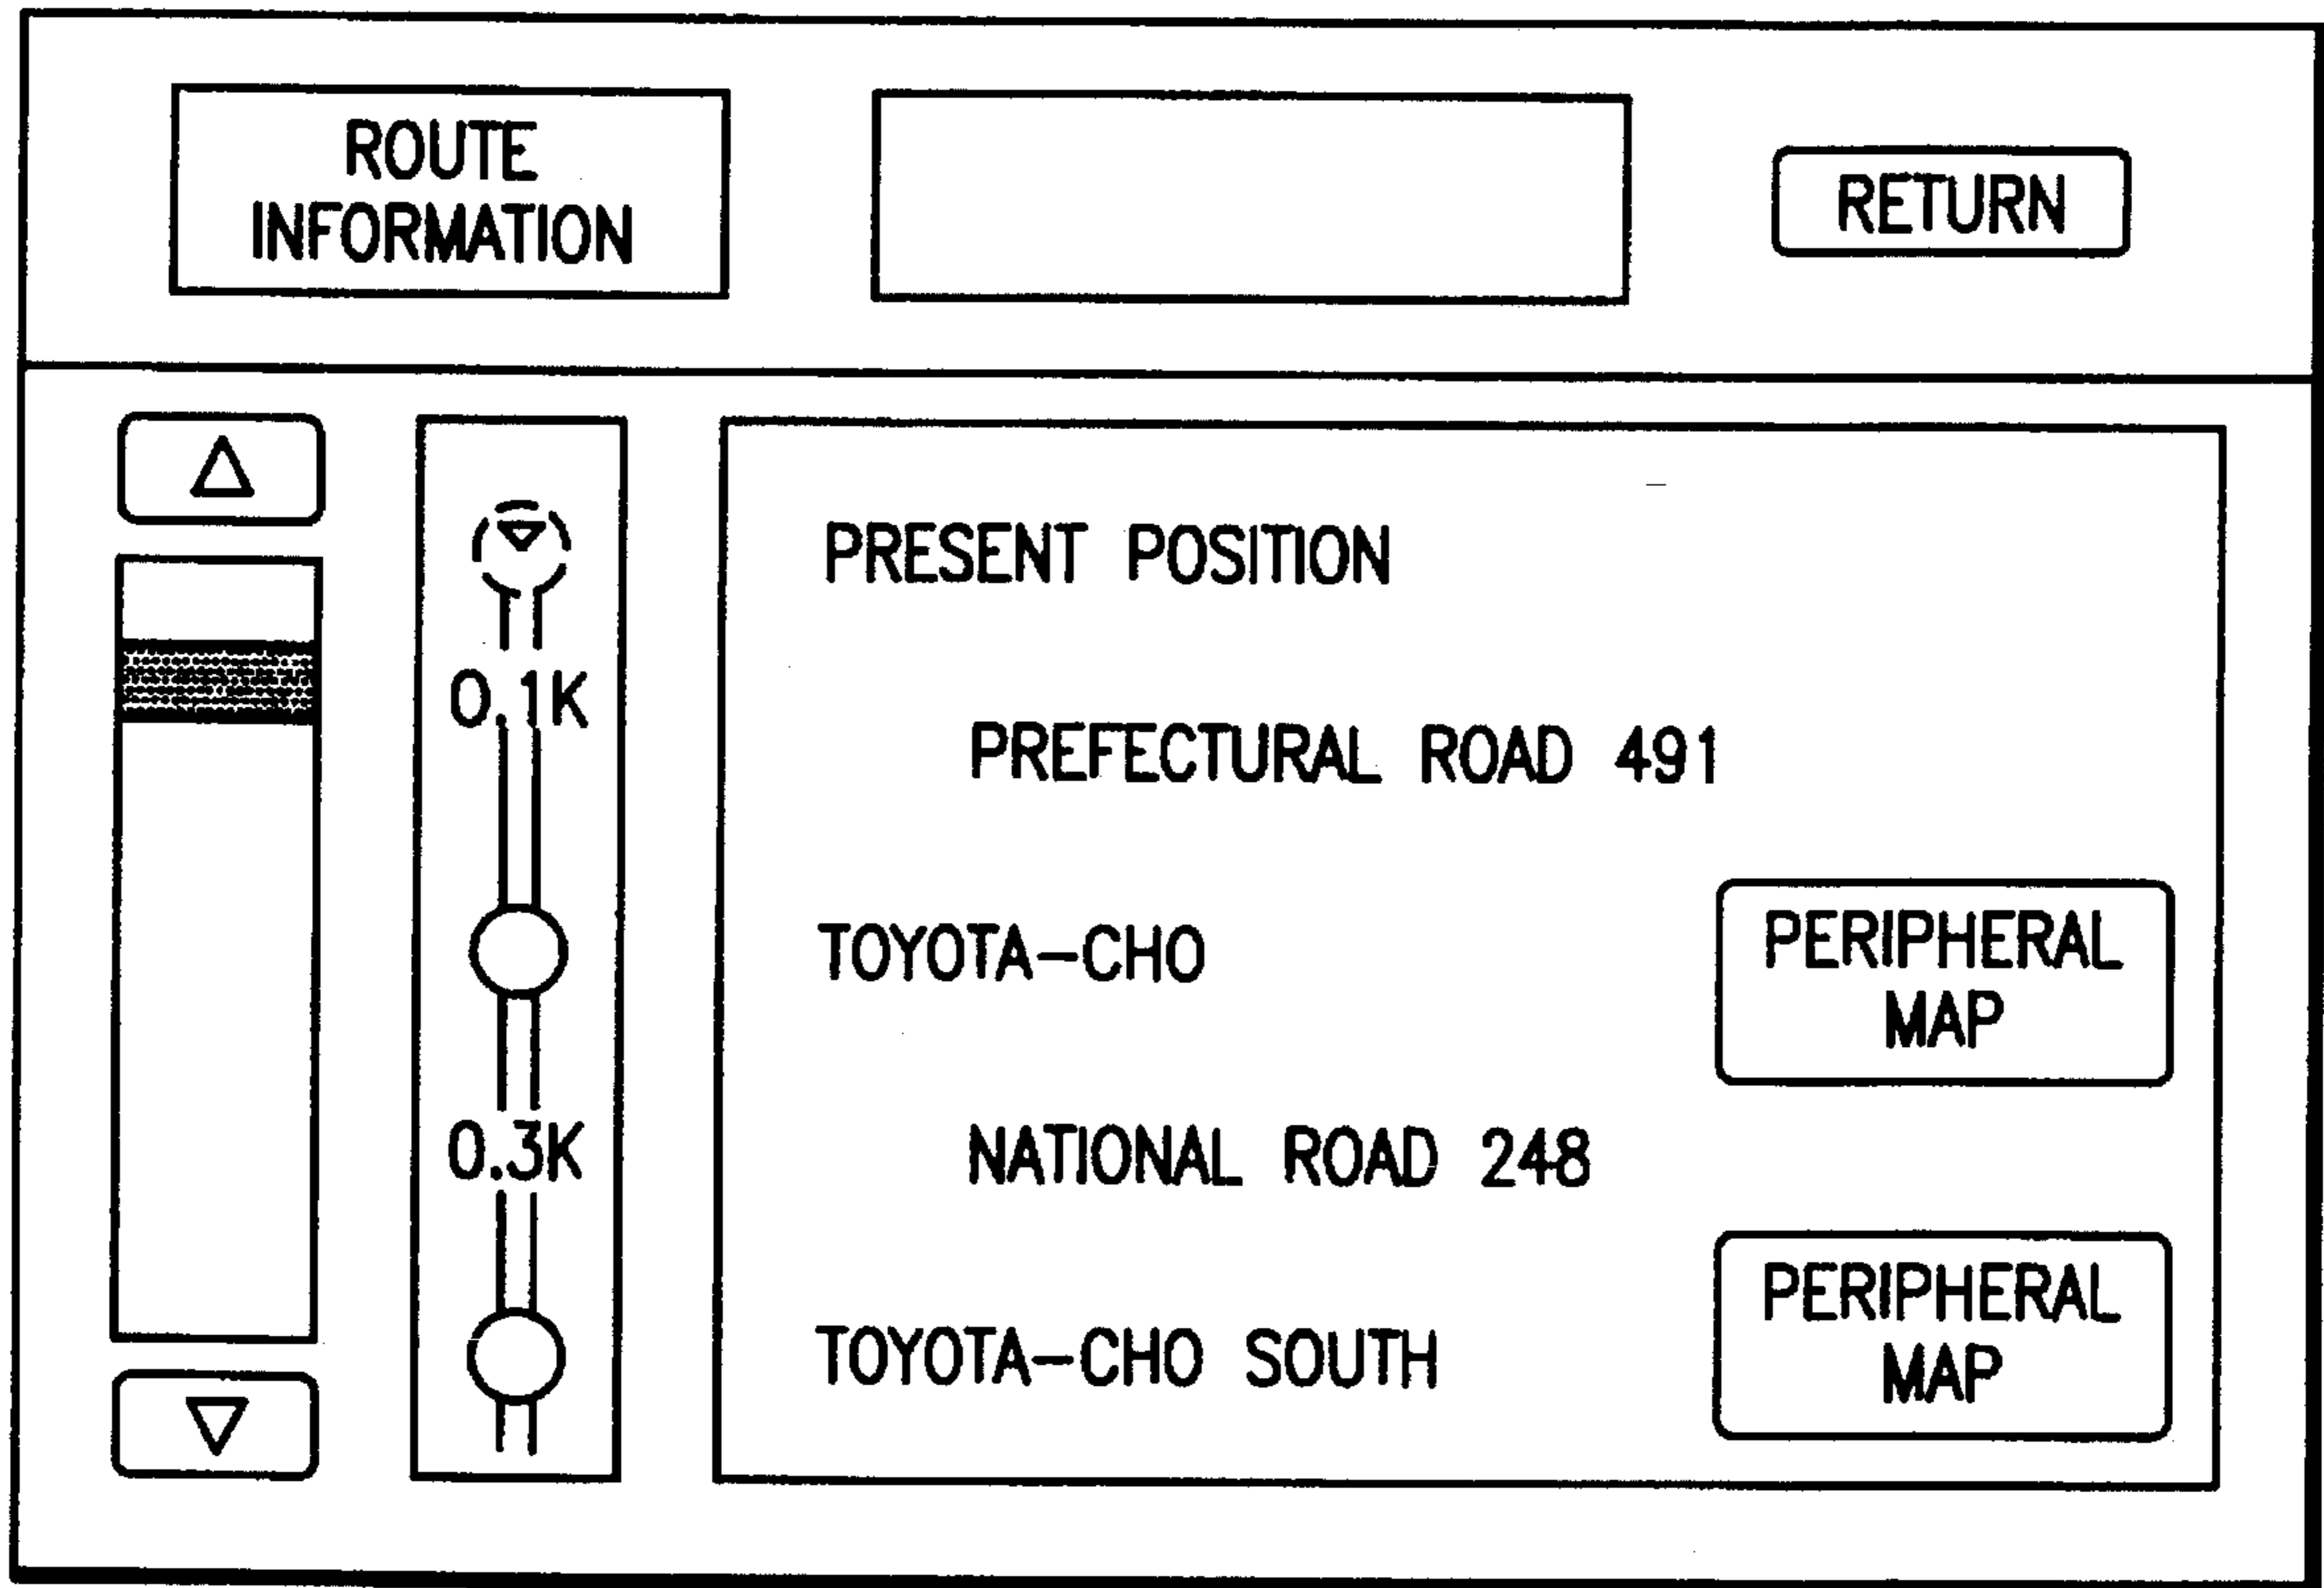 ROUTE
INFORMATION
RETURN
PRESENT POSITION
0.1K
PREFECTURAL ROAD 491
TOYOTA-CHO
PERIPHERAL
MAP
0.3K
NATIONAL ROAD 248
TOYOTA-CHO SOUTH
PERIPHERAL
MAP